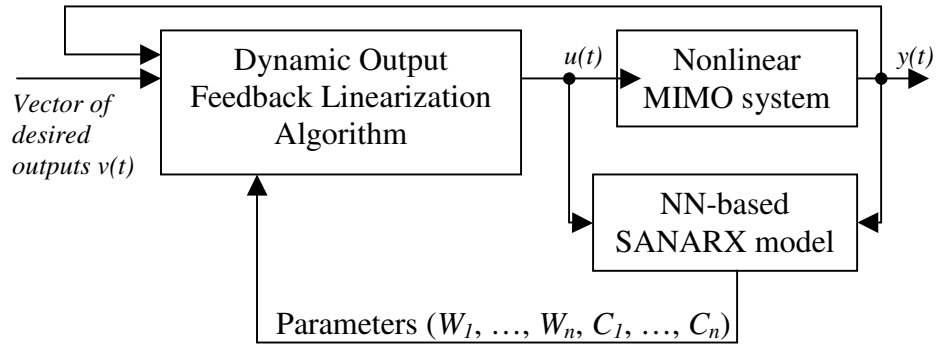 Dynamic Output
Feedback Linearization
Algorithm
u(t)
Nonlinear
MIMO system
y(t)
Vector of
desired
outputs v(t)
NN-based
SANARX model
Parameters (W₁, …, Wₙ, C₁, …, Cₙ)